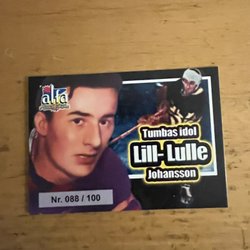 alfa
Tumbas idol
Lill-Lulle
Johansson
Nr. 088 / 100